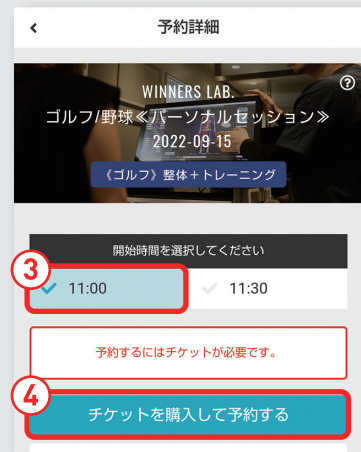 予約詳細
WINNERS LAB.
ゴルフ/野球≪パーソナルセッション≫
2022-09-15
《ゴルフ》整体+トレーニング
開始時間を選択してください
③
11:00
11:30
予約するにはチケットが必要です。
④
チケットを購入して予約する